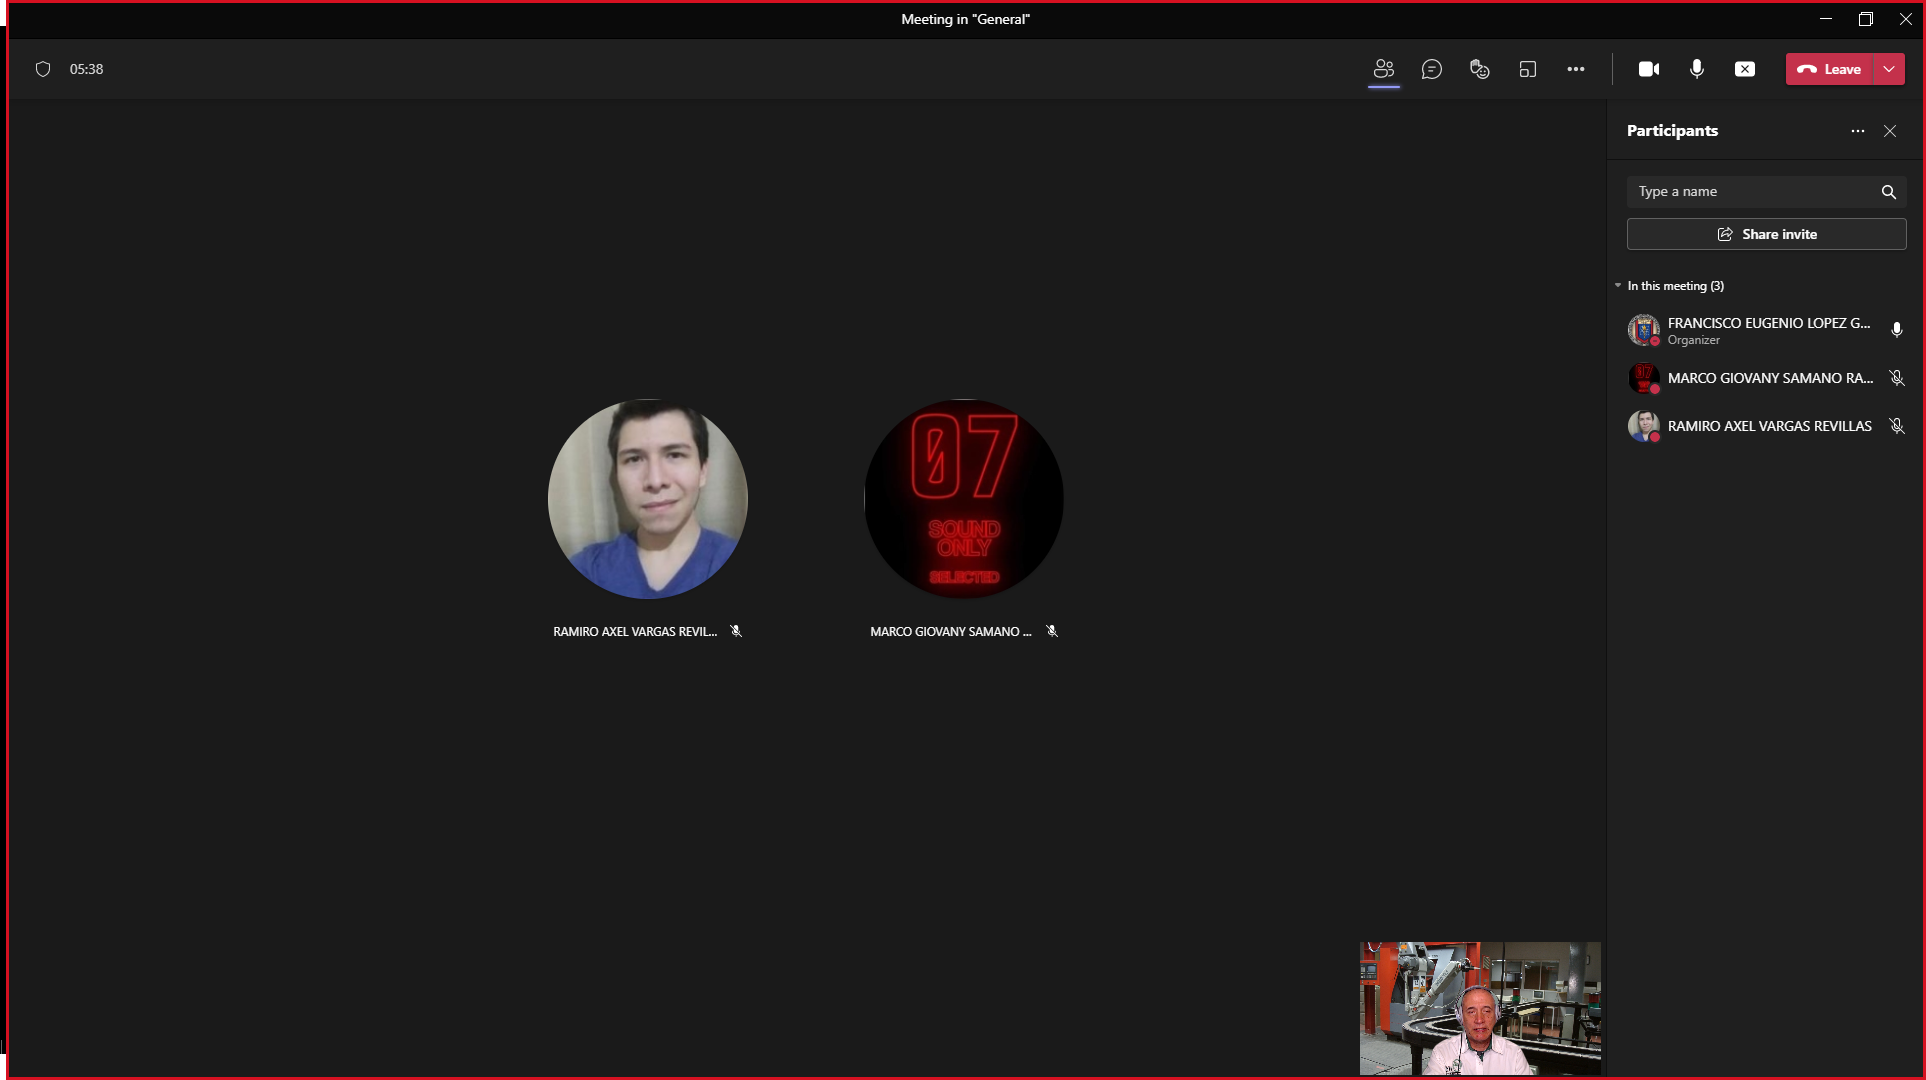 Meeting in "General"
05:38
Leave
Participants
Type a name
Share invite
In this meeting (3)
FRANCISCO EUGENIO LOPEZ G...
Organizer
MARCO GIOVANY SAMANO RA...
RAMIRO AXEL VARGAS REVILLAS
07
SOUND
ONLY
SELECTED
RAMIRO AXEL VARGAS REVIL...
MARCO GIOVANY SAMANO ...